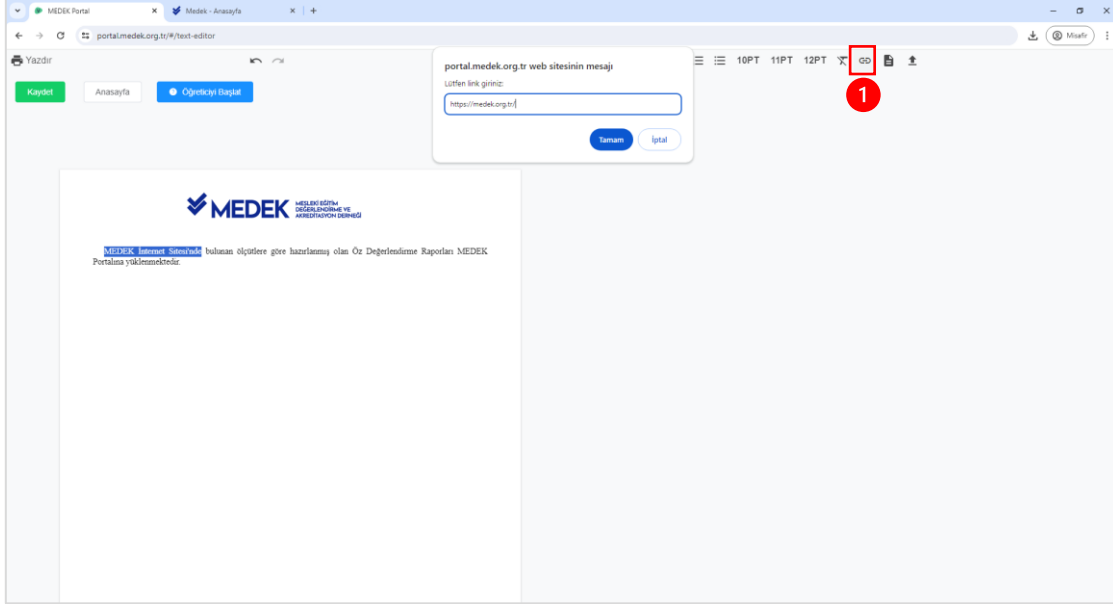 MEDEK Portal
Medek - Anasayfa
portal.medek.org.tr/#/text-editor
Misafir
Yazdır
10PT 11PT 12PT
1
Kaydet
Anasayfa
Öğreticiyi Başlat
portal.medek.org.tr web sitesinin mesajı
Lütfen link giriniz:
https://medek.org.tr/
Tamam
İptal
MEDEK MESLEKİ EĞİTİM
DEĞERLENDİRME VE
AKREDİTASYON DERNEĞİ
MEDEK İnternet Sitesi'nde bulunan ölçütlere göre hazırlanmış olan Öz Değerlendirme Raporları MEDEK
Portalına yüklenmektedir.